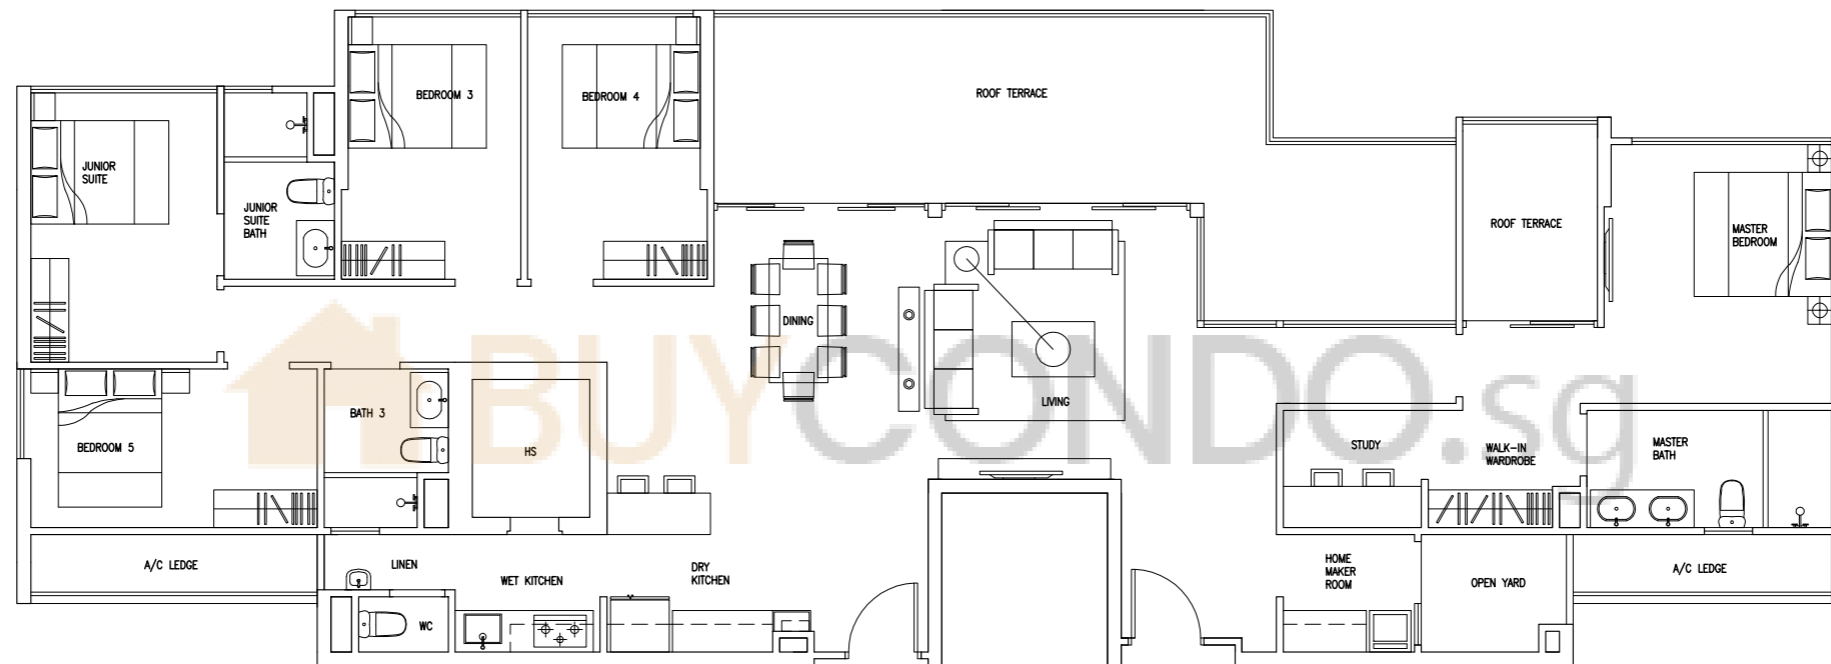 BEDROOM 3
BEDROOM 4
ROOF TERRACE
JUNIOR
SUITE
JUNIOR
SUITE
BATH
ROOF TERRACE
MASTER
BEDROOM
DINING
LIVING
BUYCONDO.sg
BATH 3
BEDROOM 5
HS
STUDY
WALK-IN
WARDROBE
MASTER
BATH
A/C LEDGE
LINEN
WET KITCHEN
DRY
KITCHEN
HOME
MAKER
ROOM
OPEN YARD
A/C LEDGE
WC